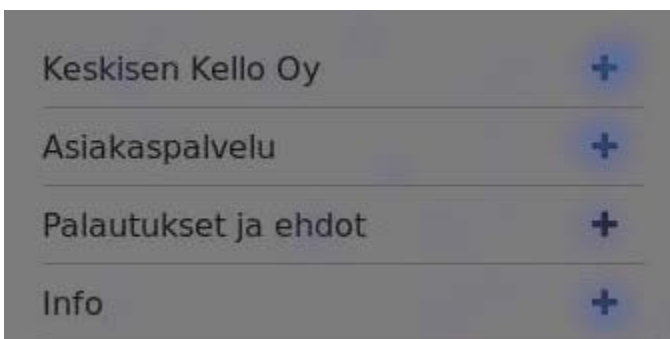 Keskisen Kello Oy
Asiakaspalvelu
Palautukset ja ehdot
Info